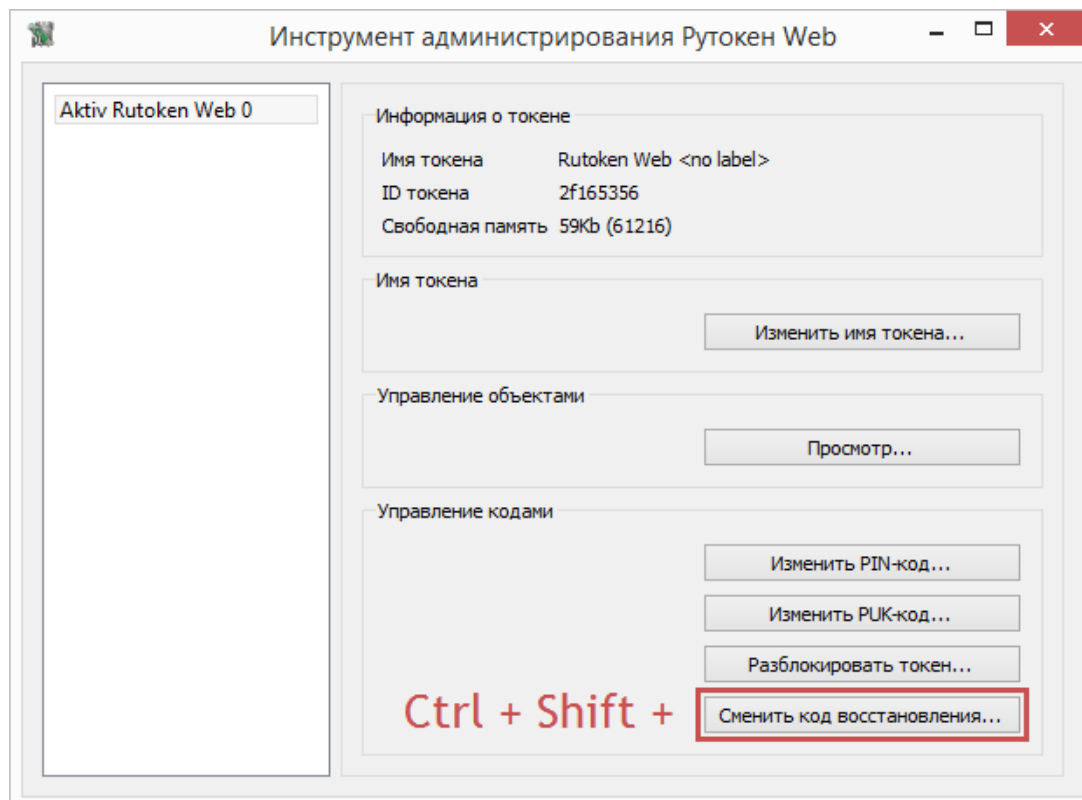 Инструмент администрирования Рутокен Web
Aktiv Rutoken Web 0
Информация о токене
Имя токена Rutoken Web <no label>
ID токена 2f165356
Свободная память 59Kb (61216)
Имя токена
Изменить имя токена...
Управление объектами
Просмотр...
Управление кодами
Изменить PIN-код...
Изменить PUK-код...
Разблокировать токен...
Ctrl + Shift + Сменить код восстановления...